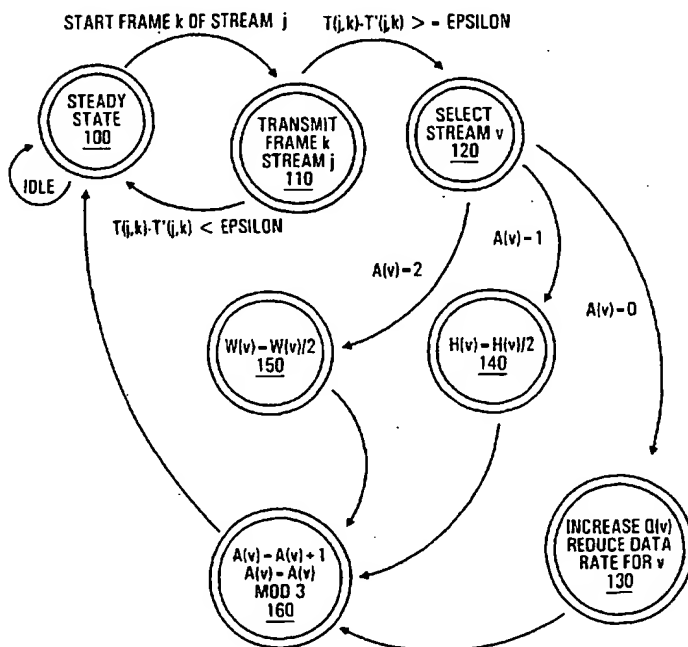 START FRAME k OF STREAM j
T(j,k)-T'(j,k) > - EPSILON
STEADY
STATE
100
TRANSMIT
FRAME k
STREAM j
110
SELECT
STREAM v
120
IDLE
T(j,k)-T'(j,k) < EPSILON
A(v)-2
A(v)-1
A(v)-0
W(v)-W(v)/2
150
H(v)-H(v)/2
140
A(v)-A(v)+1
A(v)-A(v)
MOD 3
160
INCREASE Q(v)
REDUCE DATA
RATE FOR v
130